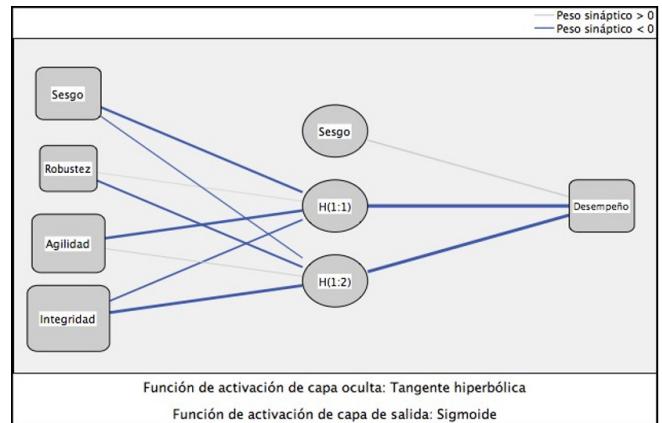 Peso sináptico > 0
Peso sináptico < 0
Sesgo
Robustez
Agilidad
Integridad
Sesgo
H(1:1)
H(1:2)
Desempeño
Función de activación de capa oculta: Tangente hiperbólica
Función de activación de capa de salida: Sigmoide